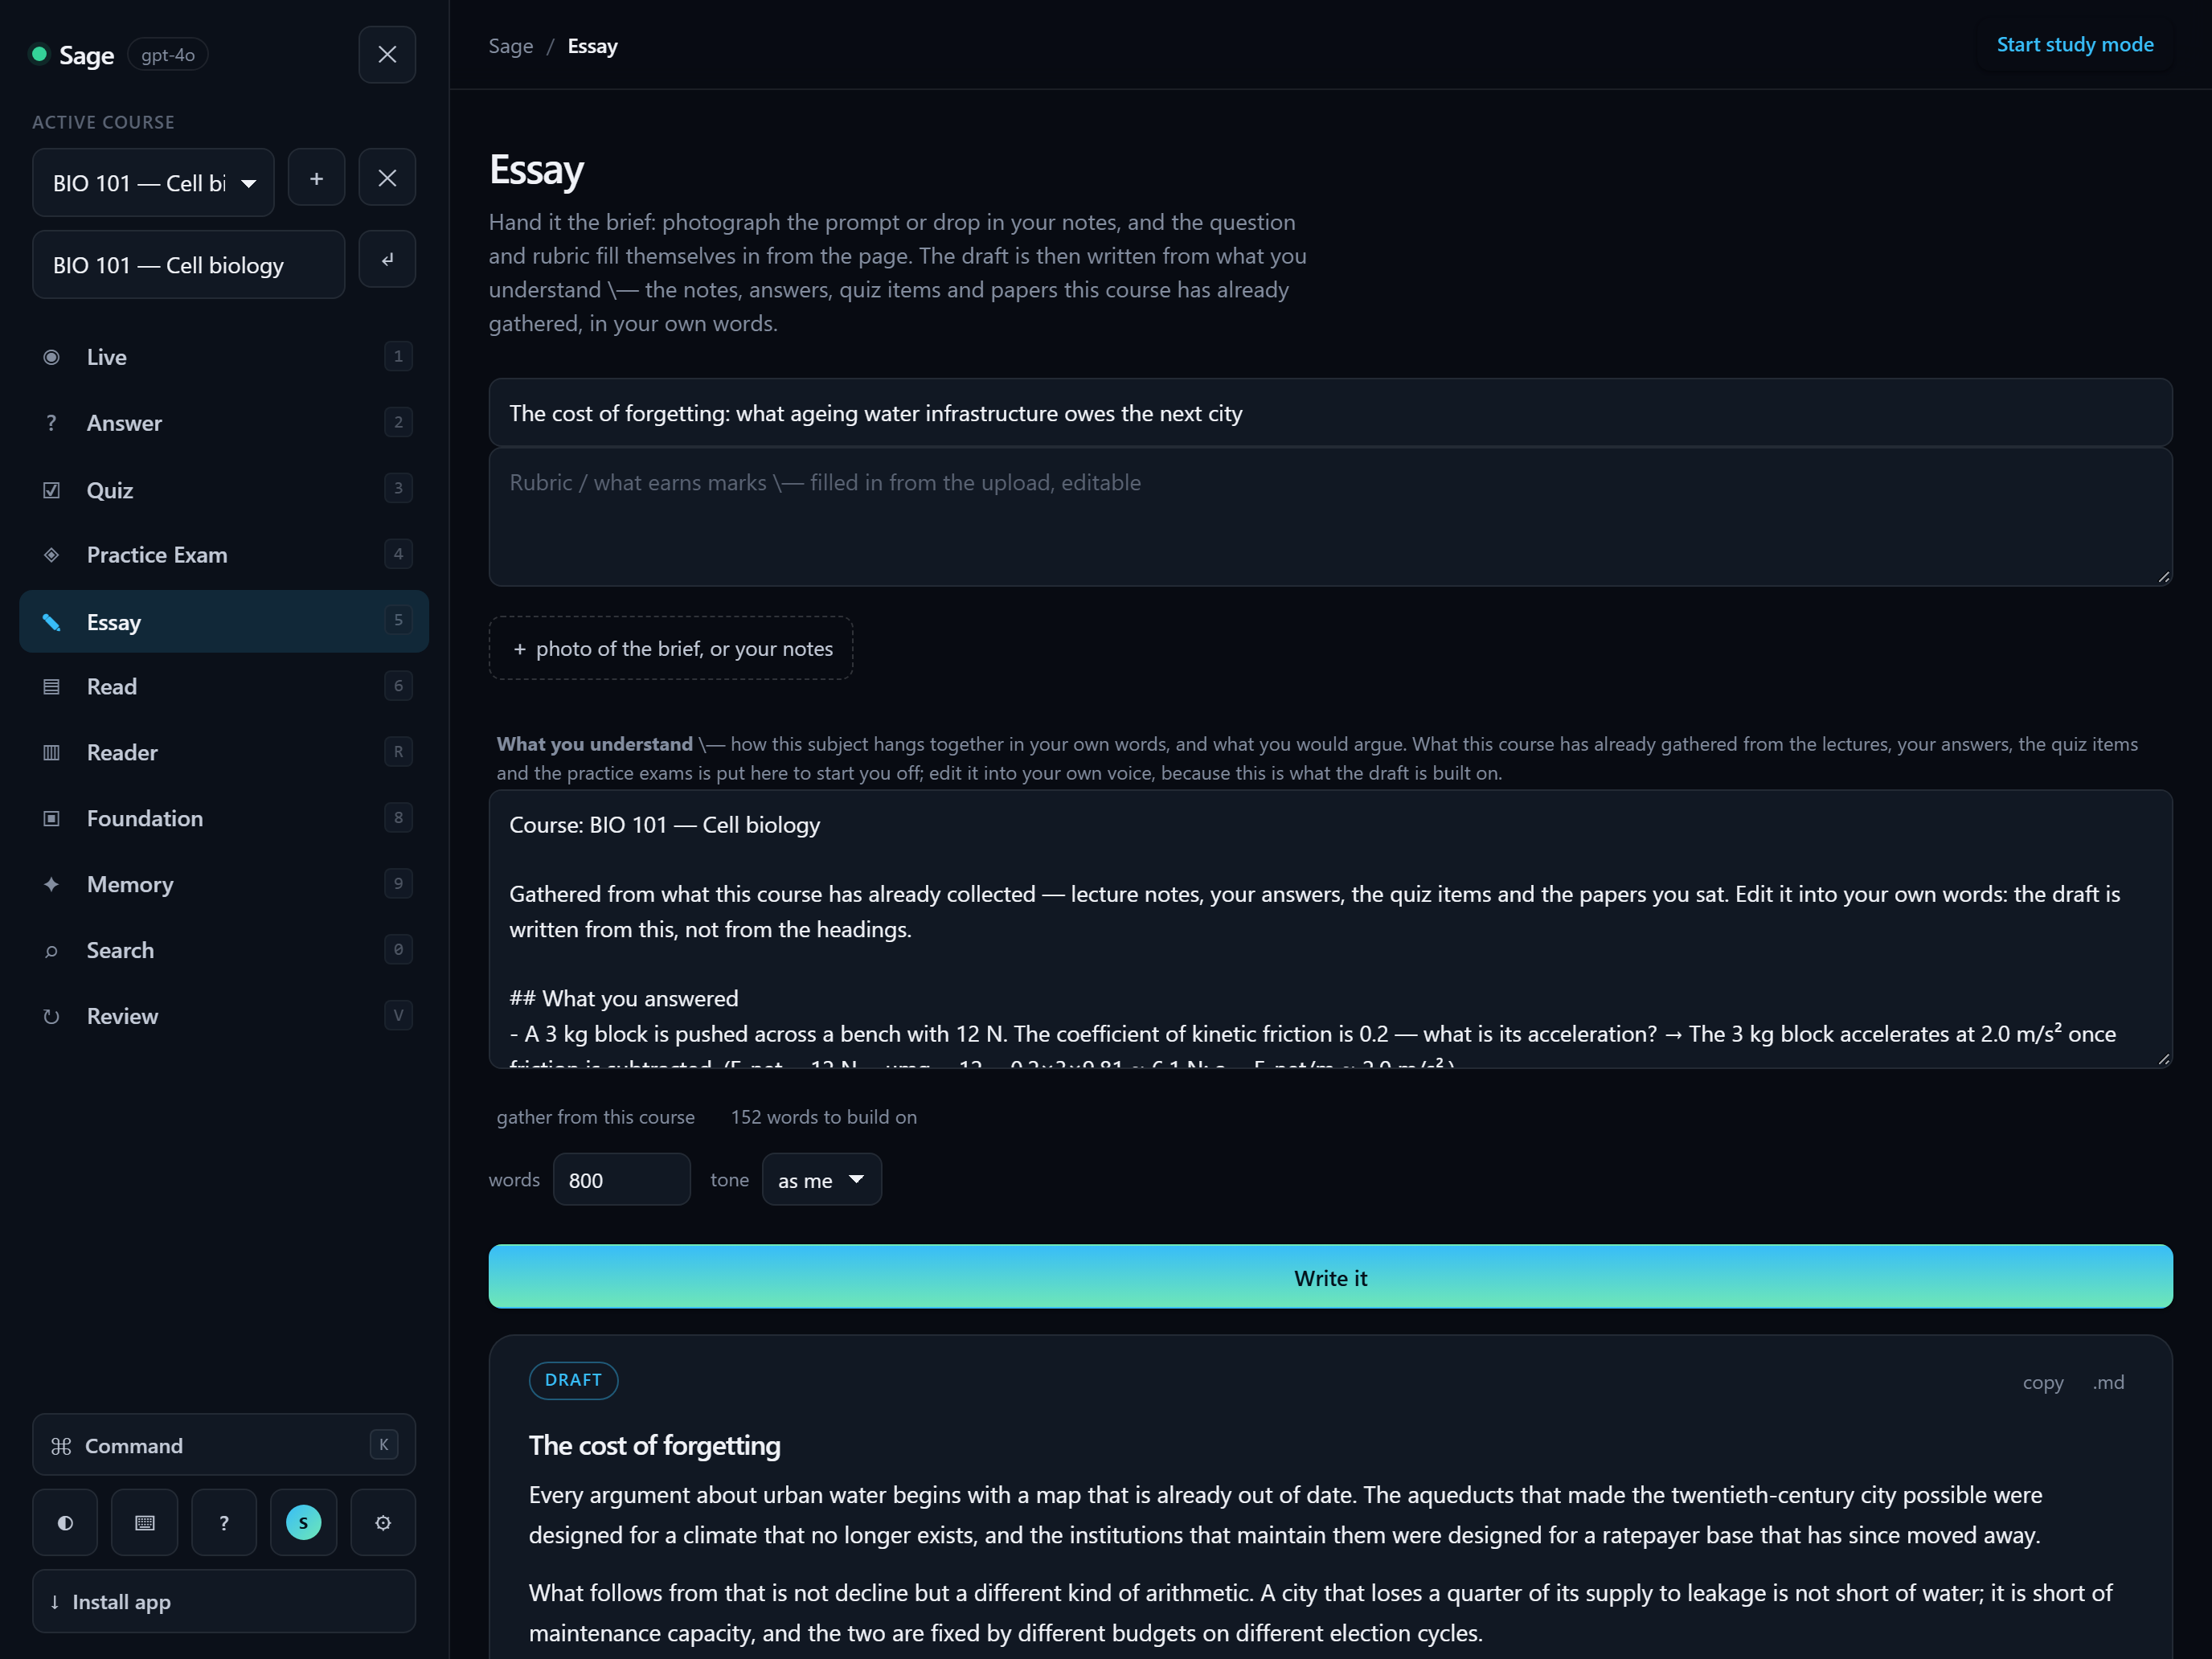 Sage gpt-4o
ACTIVE COURSE
BIO 101 — Cell bi
+
BIO 101 — Cell biology
Live 1
? Answer 2
Quiz 3
Practice Exam 4
Essay 5
Read 6
Reader R
Foundation 8
Memory 9
Search 0
Review V
⌘ Command K
? S
↓ Install app
Sage / Essay
Start study mode
Essay
Hand it the brief: photograph the prompt or drop in your notes, and the question
and rubric fill themselves in from the page. The draft is then written from what you
understand \— the notes, answers, quiz items and papers this course has already
gathered, in your own words.
The cost of forgetting: what ageing water infrastructure owes the next city
Rubric / what earns marks \— filled in from the upload, editable
+ photo of the brief, or your notes
What you understand \— how this subject hangs together in your own words, and what you would argue. What this course has already gathered from the lectures, your answers, the quiz items
and the practice exams is put here to start you off; edit it into your own voice, because this is what the draft is built on.
Course: BIO 101 — Cell biology
Gathered from what this course has already collected — lecture notes, your answers, the quiz items and the papers you sat. Edit it into your own words: the draft is
written from this, not from the headings.
## What you answered
- A 3 kg block is pushed across a bench with 12 N. The coefficient of kinetic friction is 0.2 — what is its acceleration? → The 3 kg block accelerates at 2.0 m/s² once
friction is subtracted.
gather from this course 152 words to build on
words 800 tone as me
Write it
DRAFT
copy .md
The cost of forgetting
Every argument about urban water begins with a map that is already out of date. The aqueducts that made the twentieth-century city possible were
designed for a climate that no longer exists, and the institutions that maintain them were designed for a ratepayer base that has since moved away.
What follows from that is not decline but a different kind of arithmetic. A city that loses a quarter of its supply to leakage is not short of water; it is short of
maintenance capacity, and the two are fixed by different budgets on different election cycles.